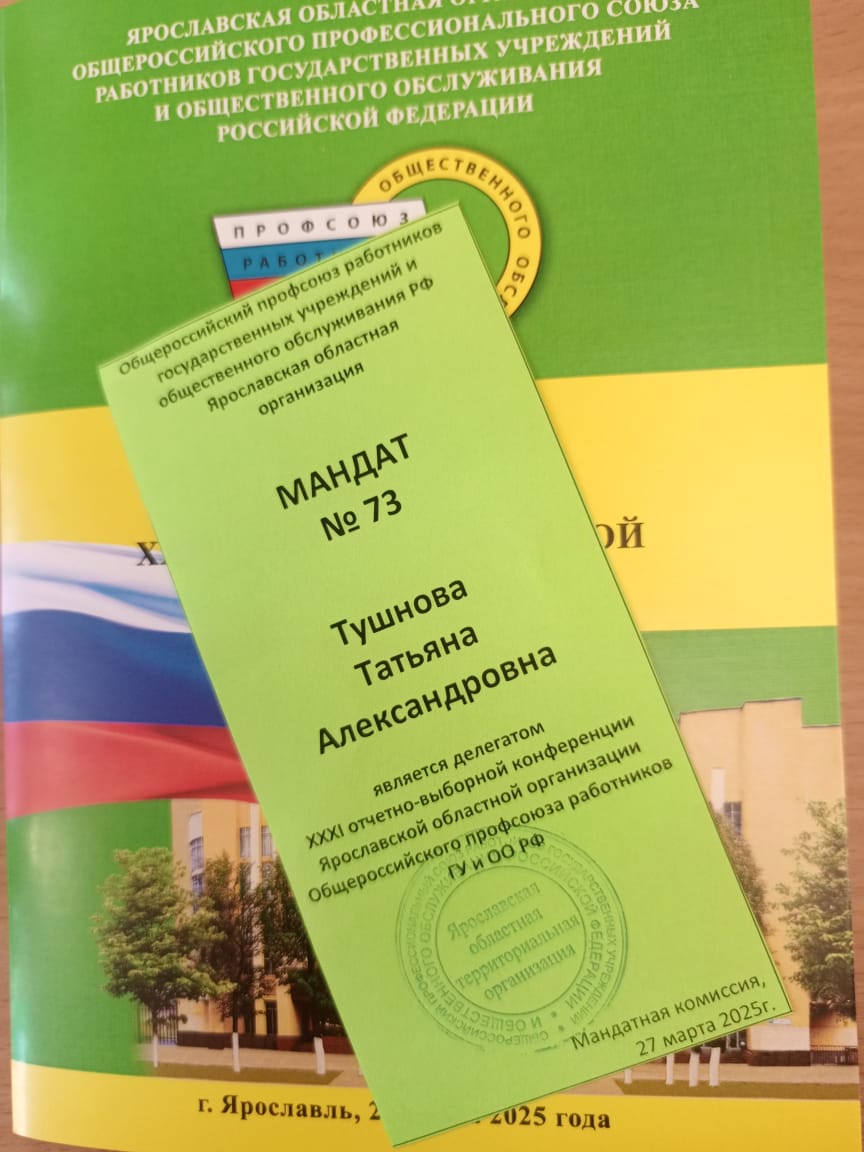 ЯРОСЛАВСКАЯ ОБЛАСТНАЯ
ОБЩЕРОССИЙСКОГО ПРОФЕССИОНАЛЬНОГО СОЮЗА
РАБОТНИКОВ ГОСУДАРСТВЕННЫХ УЧРЕЖДЕНИЙ
И ОБЩЕСТВЕННОГО ОБСЛУЖИВАНИЯ
РОССИЙСКОЙ ФЕДЕРАЦИИ
ОБЩЕСТВЕННОГО
ПРОФСОЮЗ
Общероссийский профсоюз работников
государственных учреждений и
общественного обслуживания РФ
Ярославская областная
организация
МАНДАТ
№ 73
Тушнова
Татьяна
Александровна
является делегатом
XXXI отчетно-выборной конференции
Ярославской областной организации
Общероссийского профсоюза работников
ГУ и ОО РФ
Ярославская
областная
территориальная
организация
Мандатная комиссия,
27 марта 2025г.
г. Ярославль, 2025 года